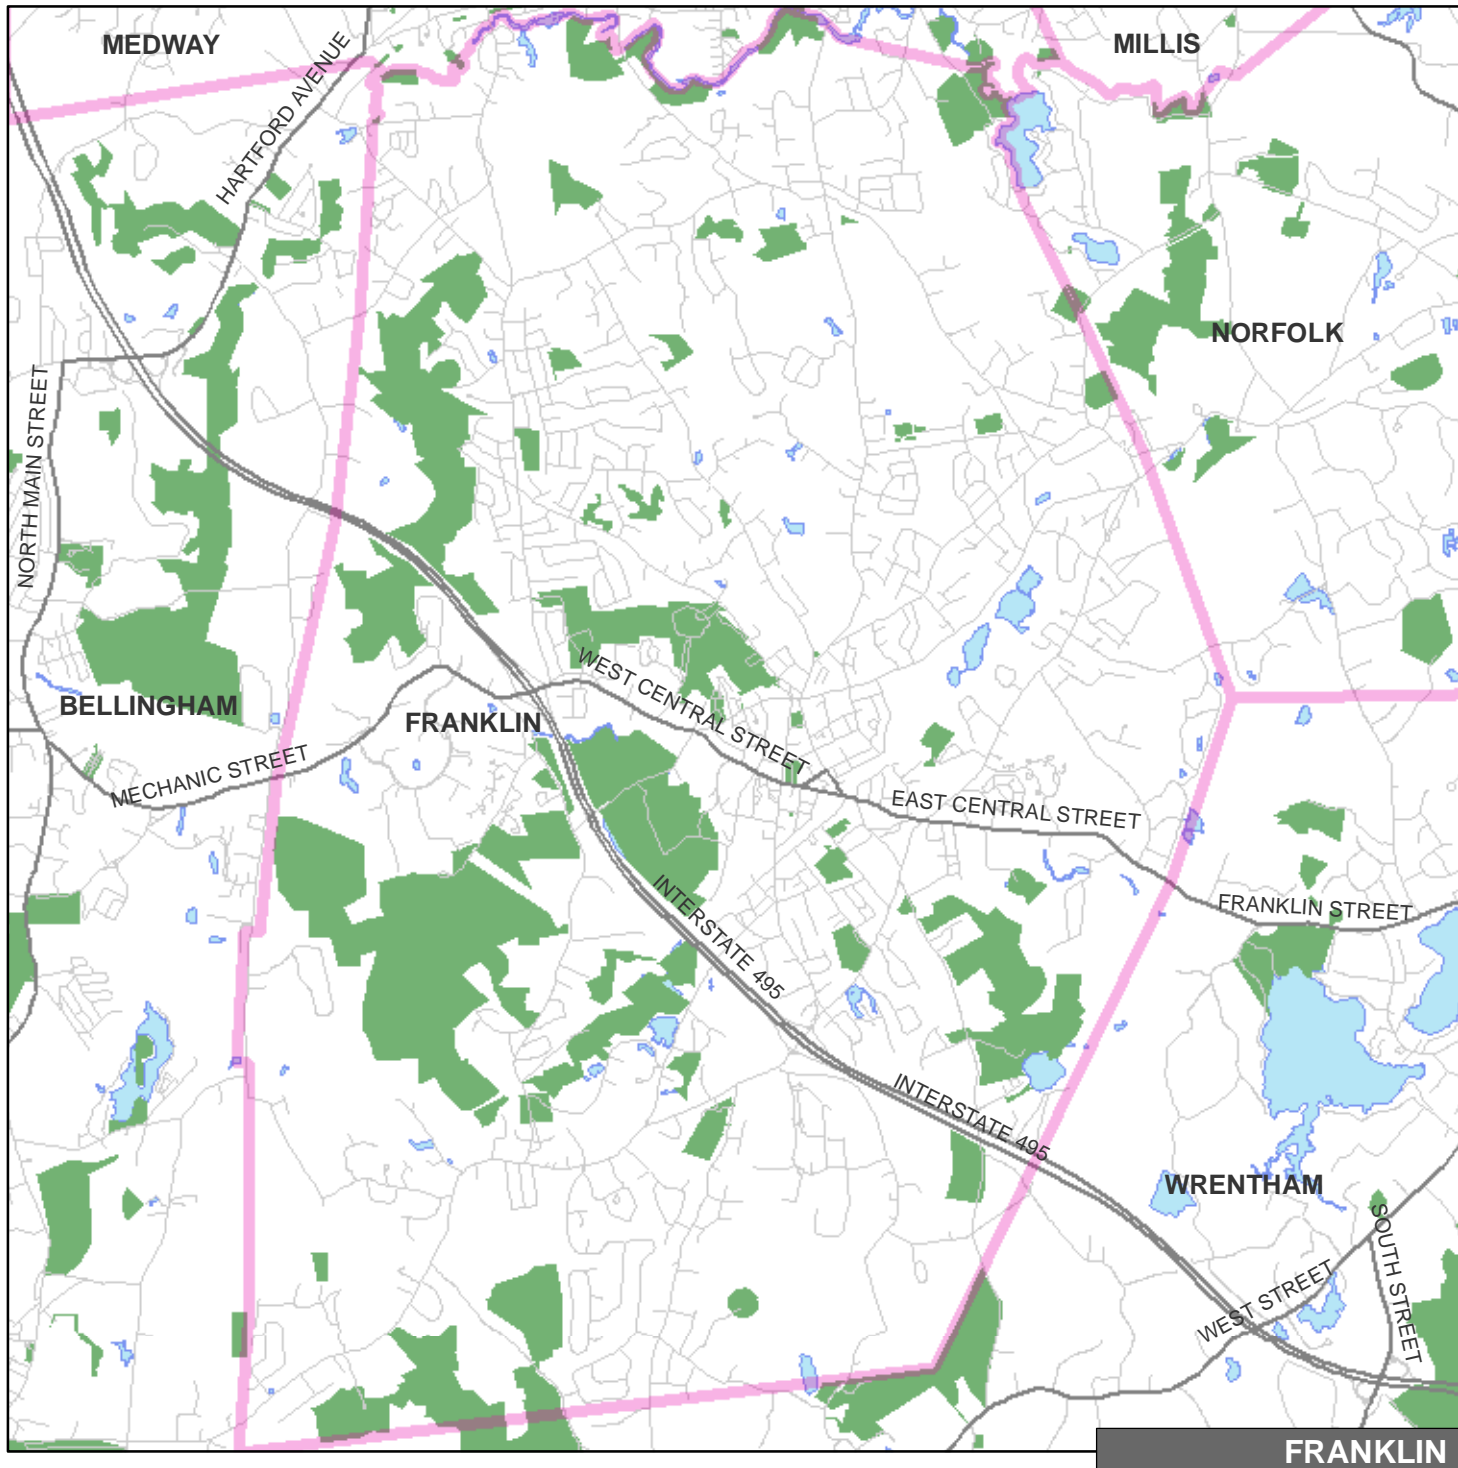 MEDWAY
MILLIS
HARTFORD AVENUE
NORFOLK
NORTH MAIN STREET
WEST CENTRAL STREET
BELLINGHAM
FRANKLIN
MECHANIC STREET
EAST CENTRAL STREET
INTERSTATE 495
FRANKLIN STREET
INTERSTATE 495
WRENTHAM
SOUTH STREET
WEST STREET
FRANKLIN